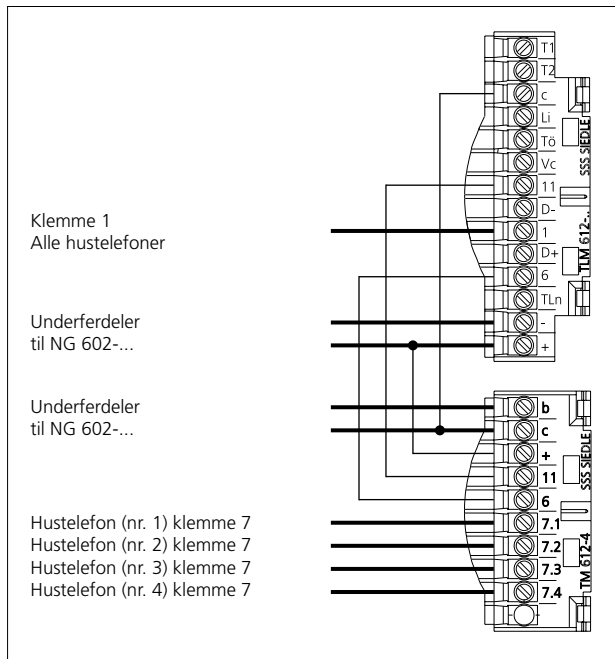 T1
T2
c
Li
Tö
Vc
11
D-
1
D+
6
TLn
-
+
SSS SIEDLE
TLM 612-..
Klemme 1
Alle hustelefoner
Underferdeler
til NG 602-...
Underferdeler
til NG 602-...
b
c
+
11
6
7.1
7.2
7.3
7.4
SSS SIEDLE
TM 612-4
Hustelefon (nr. 1) klemme 7
Hustelefon (nr. 2) klemme 7
Hustelefon (nr. 3) klemme 7
Hustelefon (nr. 4) klemme 7